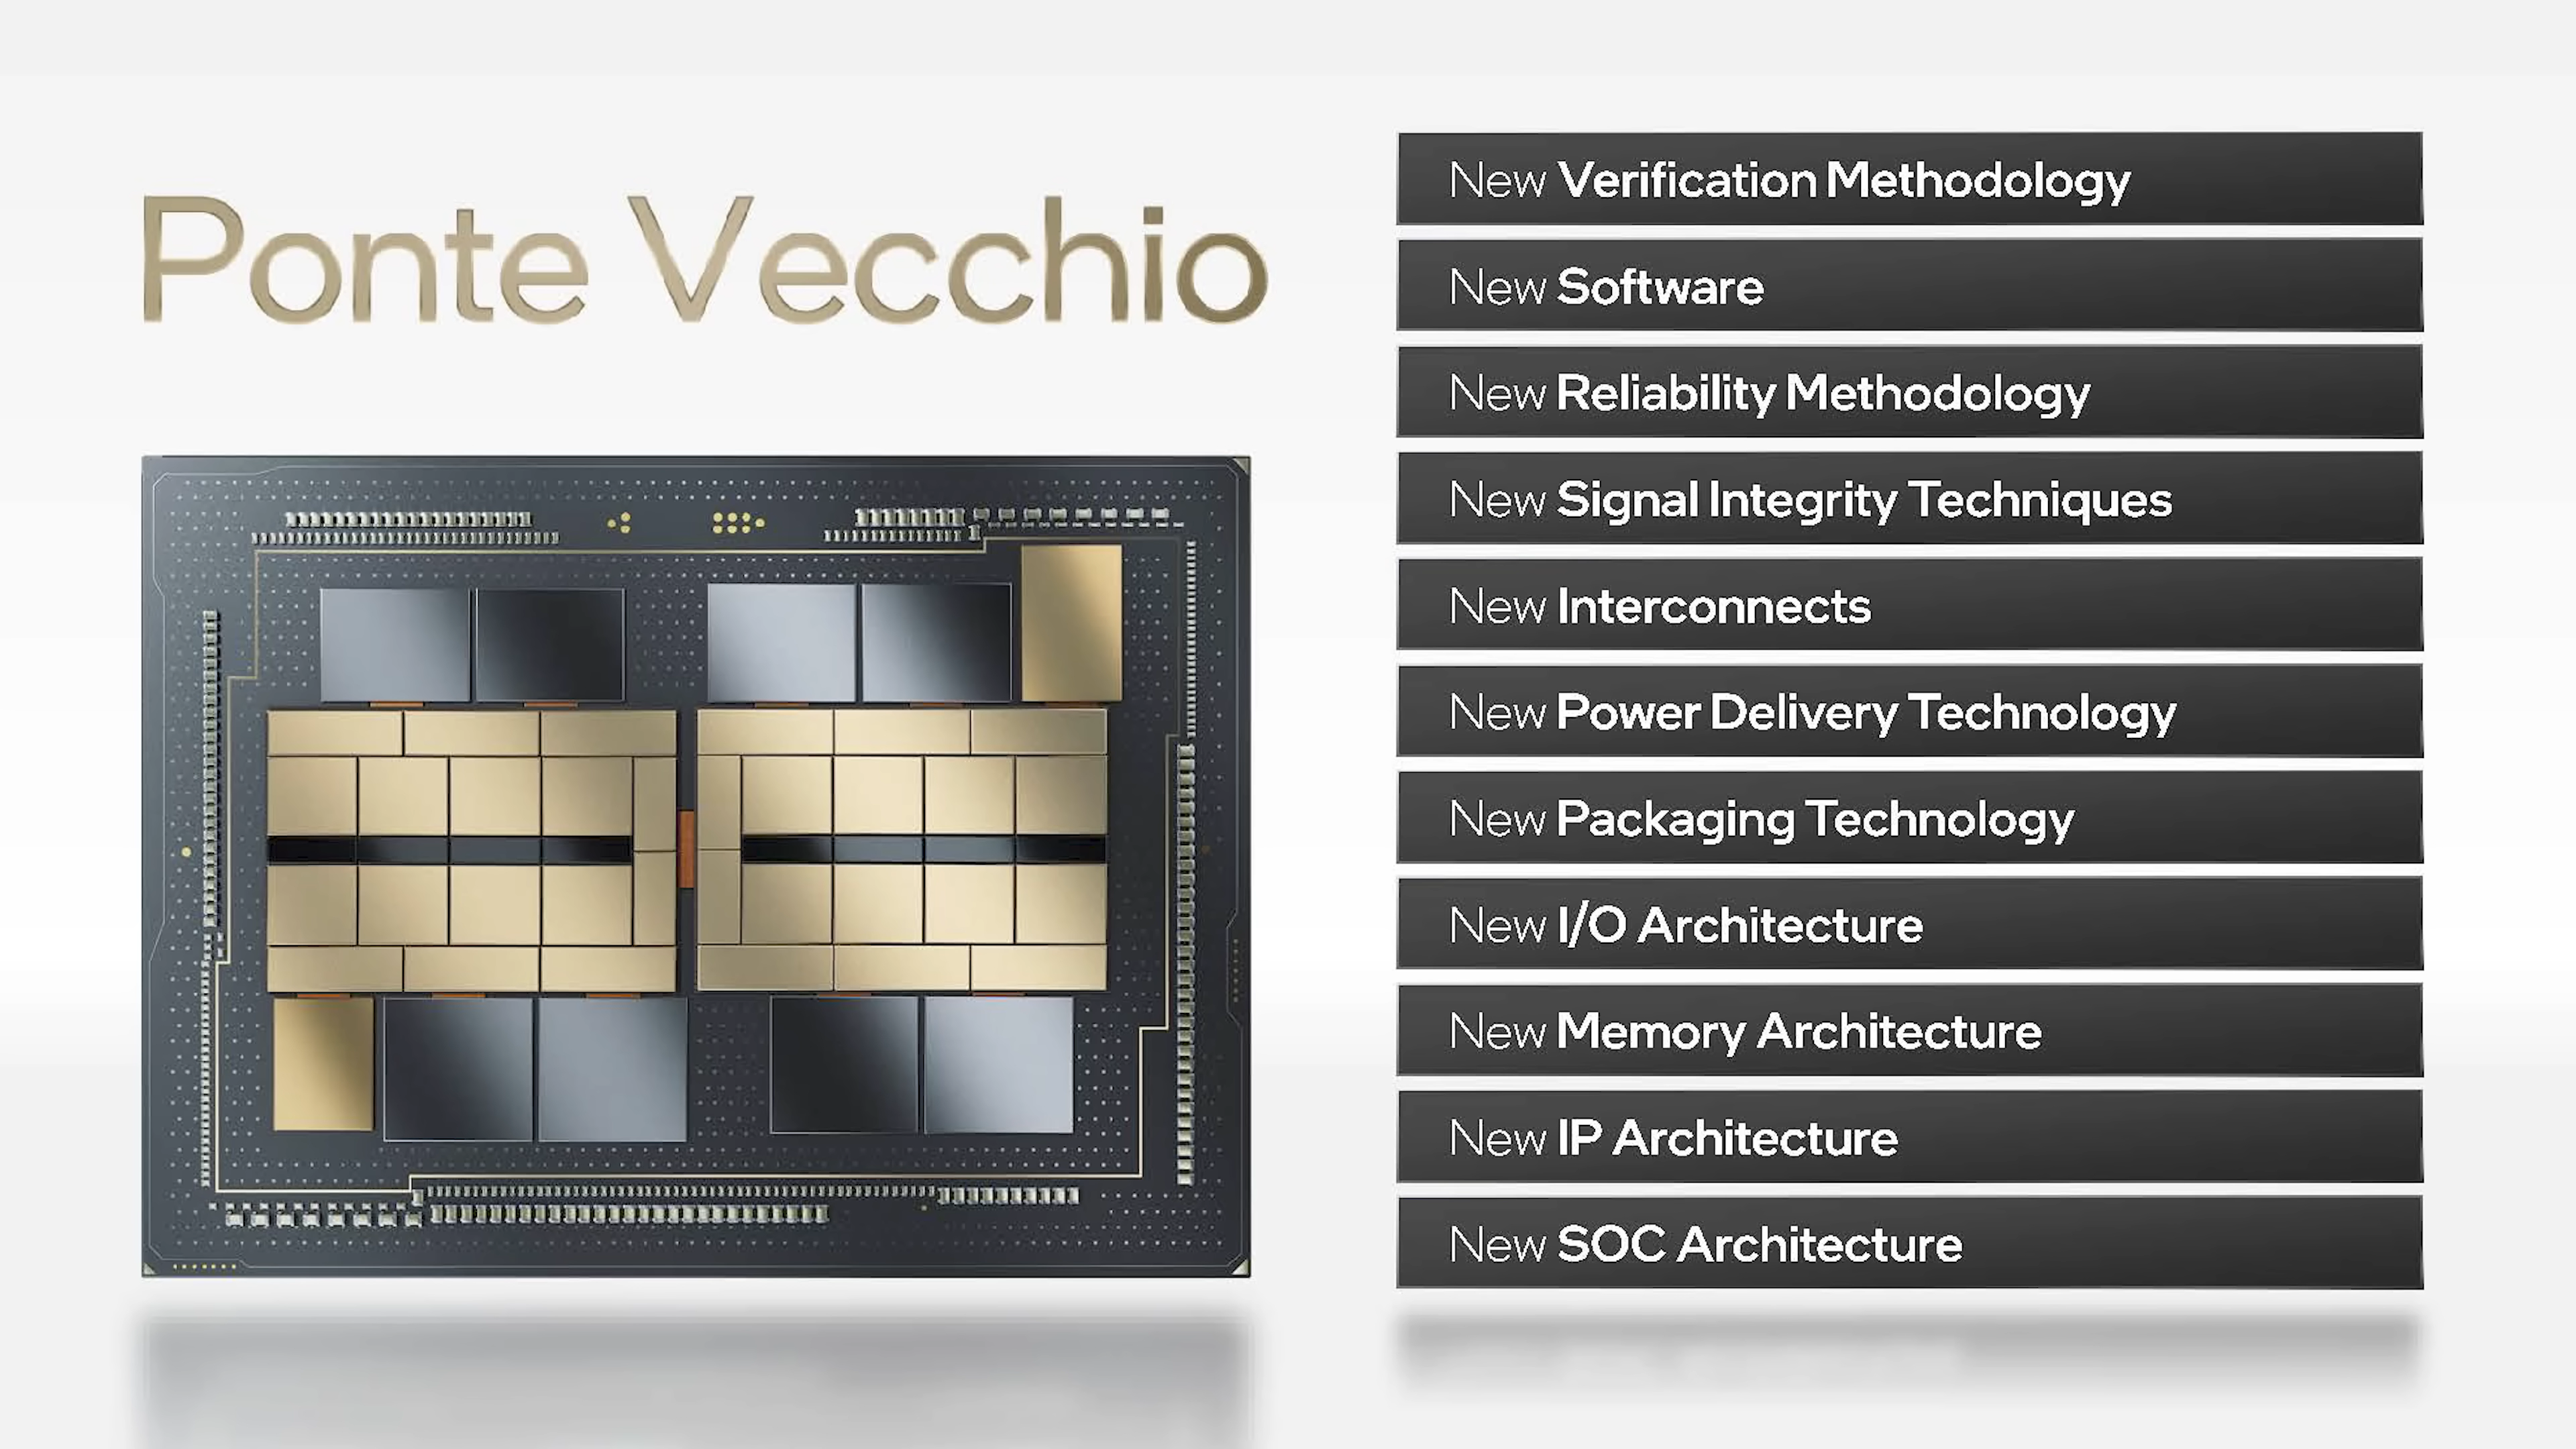 Ponte Vecchio
New Verification Methodology
New Software
New Reliability Methodology
New Signal Integrity Techniques
New Interconnects
New Power Delivery Technology
New Packaging Technology
New I/O Architecture
New Memory Architecture
New IP Architecture
New SOC Architecture